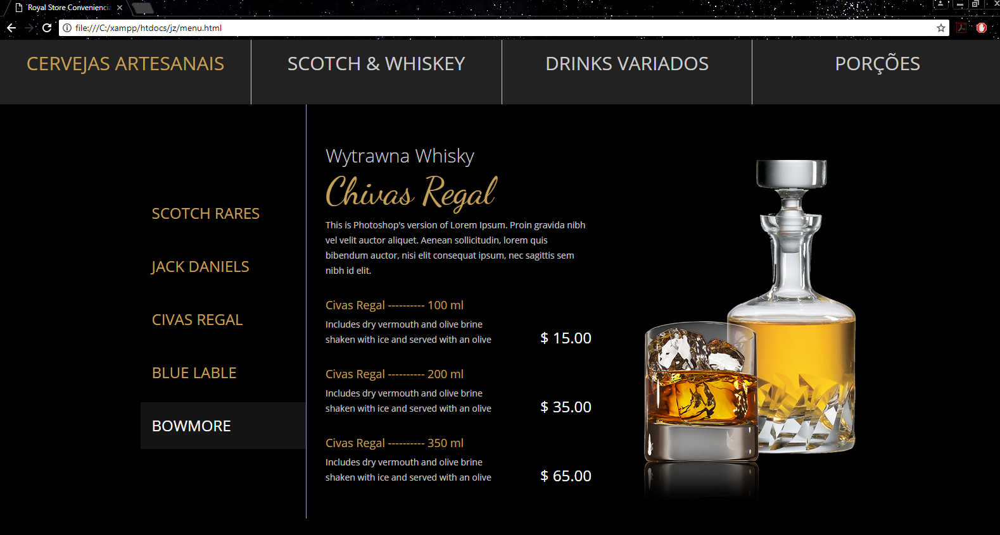 Royal Store Conveniencia
file:///C:/xampp/htdocs/jz/menu.html
CERVEJAS ARTESANAIS
SCOTCH & WHISKEY
DRINKS VARIADOS
PORÇÕES
SCOTCH RARES
JACK DANIELS
CIVAS REGAL
BLUE LABLE
BOWMORE
Wytrawna Whisky
Chivas Regal
This is Photoshop's version of Lorem Ipsum. Proin gravida nibh
vel velit auctor aliquet. Aenean sollicitudin, lorem quis
bibendum auctor, nisi elit consequat ipsum, nec sagittis sem
nibh id elit.
Civas Regal ---------- 100 ml
Includes dry vermouth and olive brine
shaken with ice and served with an olive
$ 15.00
Civas Regal ---------- 200 ml
Includes dry vermouth and olive brine
shaken with ice and served with an olive
$ 35.00
Civas Regal ---------- 350 ml
Includes dry vermouth and olive brine
shaken with ice and served with an olive
$ 65.00